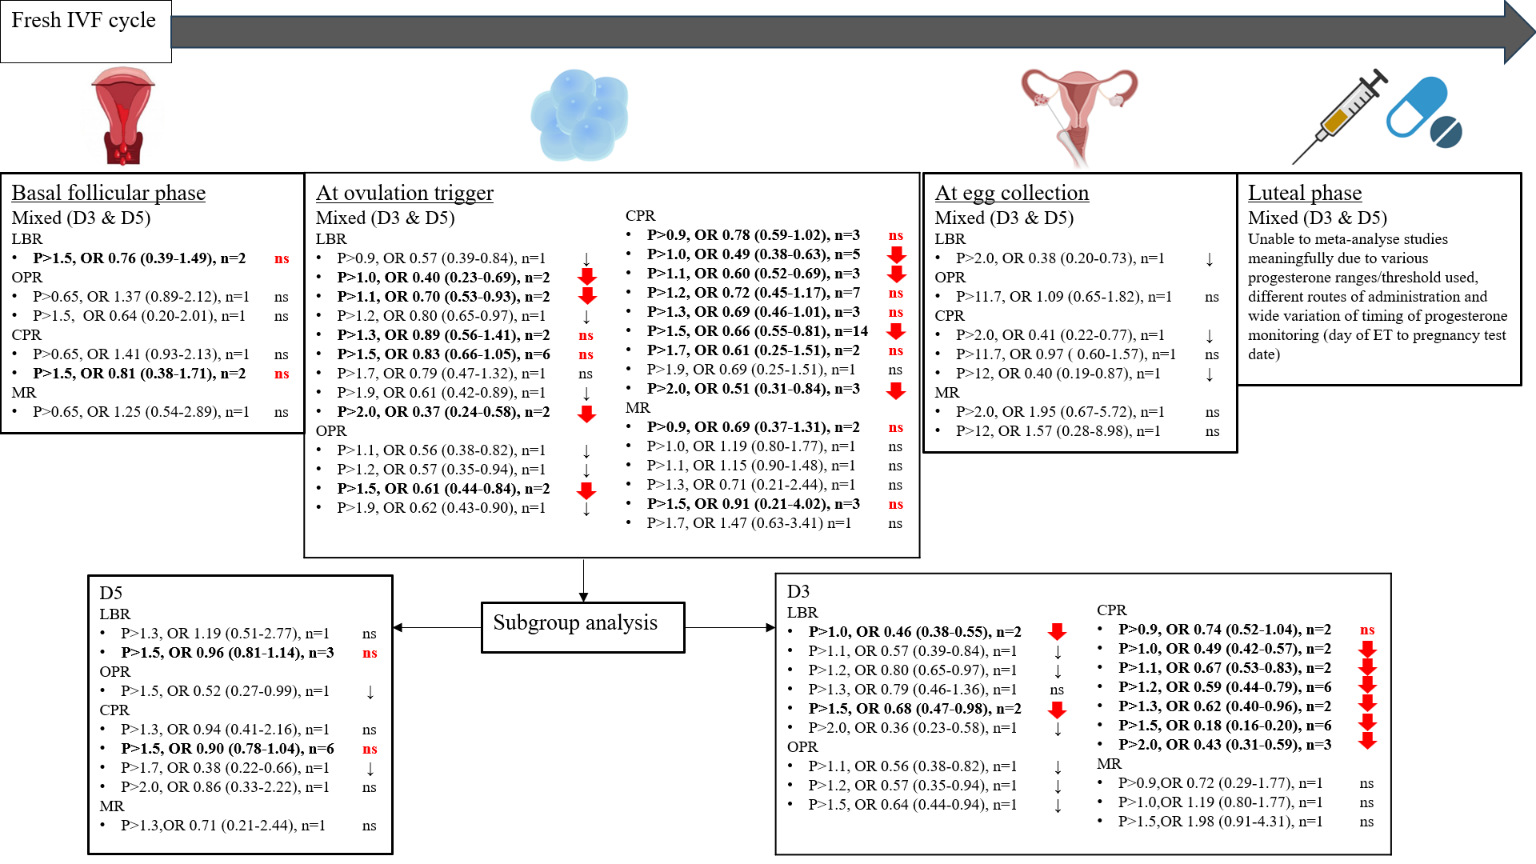 Fresh IVF cycle
Basal follicular phase
Mixed (D3 & D5)
LBR
• P>1.5, OR 0.76 (0.39-1.49), n=2 ns
OPR
• P>0.65, OR 1.37 (0.89-2.12), n=1 ns
• P>1.5, OR 0.64 (0.20-2.01), n=1 ns
CPR
• P>0.65, OR 1.41 (0.93-2.13), n=1 ns
• P>1.5, OR 0.81 (0.38-1.71), n=2 ns
MR
• P>0.65, OR 1.25 (0.54-2.89), n=1 ns
At ovulation trigger
Mixed (D3 & D5)
LBR
• P>0.9, OR 0.57 (0.39-0.84), n=1 ↓
• P>1.0, OR 0.40 (0.23-0.69), n=2
• P>1.1, OR 0.70 (0.53-0.93), n=2
• P>1.2, OR 0.80 (0.65-0.97), n=1 ↓
• P>1.3, OR 0.89 (0.56-1.41), n=2 ns
• P>1.5, OR 0.83 (0.66-1.05), n=6 ns
• P>1.7, OR 0.79 (0.47-1.32), n=1 ns
• P>1.9, OR 0.61 (0.42-0.89), n=1 ↓
• P>2.0, OR 0.37 (0.24-0.58), n=2
OPR
• P>1.1, OR 0.56 (0.38-0.82), n=1 ↓
• P>1.2, OR 0.57 (0.35-0.94), n=1 ↓
• P>1.5, OR 0.61 (0.44-0.84), n=2
• P>1.9, OR 0.62 (0.43-0.90), n=1 ↓
CPR
• P>0.9, OR 0.78 (0.59-1.02), n=3 ns
• P>1.0, OR 0.49 (0.38-0.63), n=5
• P>1.1, OR 0.60 (0.52-0.69), n=3
• P>1.2, OR 0.72 (0.45-1.17), n=7 ns
• P>1.3, OR 0.69 (0.46-1.01), n=3 ns
• P>1.5, OR 0.66 (0.55-0.81), n=14
• P>1.7, OR 0.61 (0.25-1.51), n=2 ns
• P>1.9, OR 0.69 (0.25-1.51), n=1 ns
• P>2.0, OR 0.51 (0.31-0.84), n=3
MR
• P>0.9, OR 0.69 (0.37-1.31), n=2 ns
• P>1.0, OR 1.19 (0.80-1.77), n=1 ns
• P>1.1, OR 1.15 (0.90-1.48), n=1 ns
• P>1.3, OR 0.71 (0.21-2.44), n=1 ns
• P>1.5, OR 0.91 (0.21-4.02), n=3 ns
• P>1.7, OR 1.47 (0.63-3.41) n=1 ns
At egg collection
Mixed (D3 & D5)
LBR
• P>2.0, OR 0.38 (0.20-0.73), n=1 ↓
OPR
• P>11.7, OR 1.09 (0.65-1.82), n=1 ns
CPR
• P>2.0, OR 0.41 (0.22-0.77), n=1 ↓
• P>11.7, OR 0.97 ( 0.60-1.57), n=1 ns
• P>12, OR 0.40 (0.19-0.87), n=1 ↓
MR
• P>2.0, OR 1.95 (0.67-5.72), n=1 ns
• P>12, OR 1.57 (0.28-8.98), n=1 ns
Luteal phase
Mixed (D3 & D5)
Unable to meta-analyse studies
meaningfully due to various
progesterone ranges/threshold used,
different routes of administration and
wide variation of timing of progesterone
monitoring (day of ET to pregnancy test
date)
Subgroup analysis
D5
LBR
• P>1.3, OR 1.19 (0.51-2.77), n=1 ns
• P>1.5, OR 0.96 (0.81-1.14), n=3 ns
OPR
• P>1.5, OR 0.52 (0.27-0.99), n=1 ↓
CPR
• P>1.3, OR 0.94 (0.41-2.16), n=1 ns
• P>1.5, OR 0.90 (0.78-1.04), n=6 ns
• P>1.7, OR 0.38 (0.22-0.66), n=1 ↓
• P>2.0, OR 0.86 (0.33-2.22), n=1 ns
MR
• P>1.3,OR 0.71 (0.21-2.44), n=1 ns
D3
LBR
• P>1.0, OR 0.46 (0.38-0.55), n=2
• P>1.1, OR 0.57 (0.39-0.84), n=1 ↓
• P>1.2, OR 0.80 (0.65-0.97), n=1 ↓
• P>1.3, OR 0.79 (0.46-1.36), n=1 ns
• P>1.5, OR 0.68 (0.47-0.98), n=2
• P>2.0, OR 0.36 (0.23-0.58), n=1 ↓
OPR
• P>1.1, OR 0.56 (0.38-0.82), n=1 ↓
• P>1.2, OR 0.57 (0.35-0.94), n=1 ↓
• P>1.5, OR 0.64 (0.44-0.94), n=1 ↓
CPR
• P>0.9, OR 0.74 (0.52-1.04), n=2 ns
• P>1.0, OR 0.49 (0.42-0.57), n=2
• P>1.1, OR 0.67 (0.53-0.83), n=2
• P>1.2, OR 0.59 (0.44-0.79), n=6
• P>1.3, OR 0.62 (0.40-0.96), n=2
• P>1.5, OR 0.18 (0.16-0.20), n=6
• P>2.0, OR 0.43 (0.31-0.59), n=3
MR
• P>0.9,OR 0.72 (0.29-1.77), n=1 ns
• P>1.0,OR 1.19 (0.80-1.77), n=1 ns
• P>1.5,OR 1.98 (0.91-4.31), n=1 ns